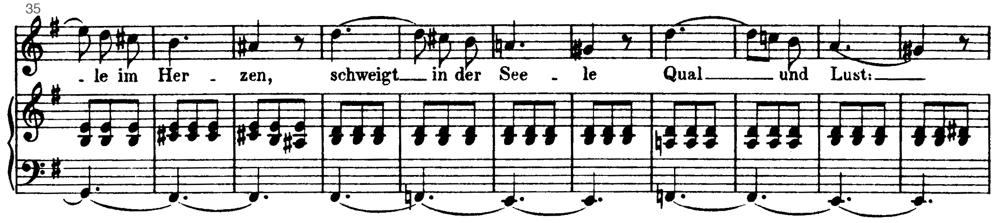 35
- le im Her - zen, schweigt in der See - le Qual und Lust: